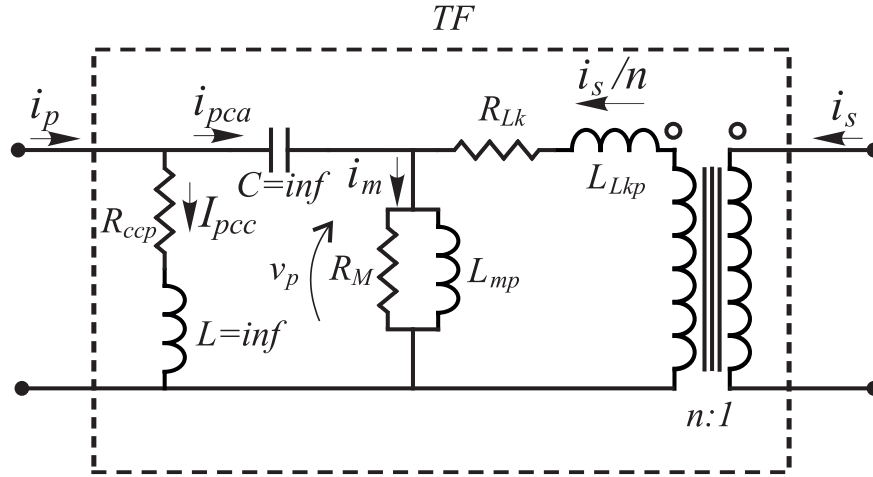 TF
i_p
i_pca
R_Lk
i_s/n
i_s
C=inf
i_m
L_Lkp
R_ccp
I_pcc
v_p
R_M
L_mp
L=inf
n:1